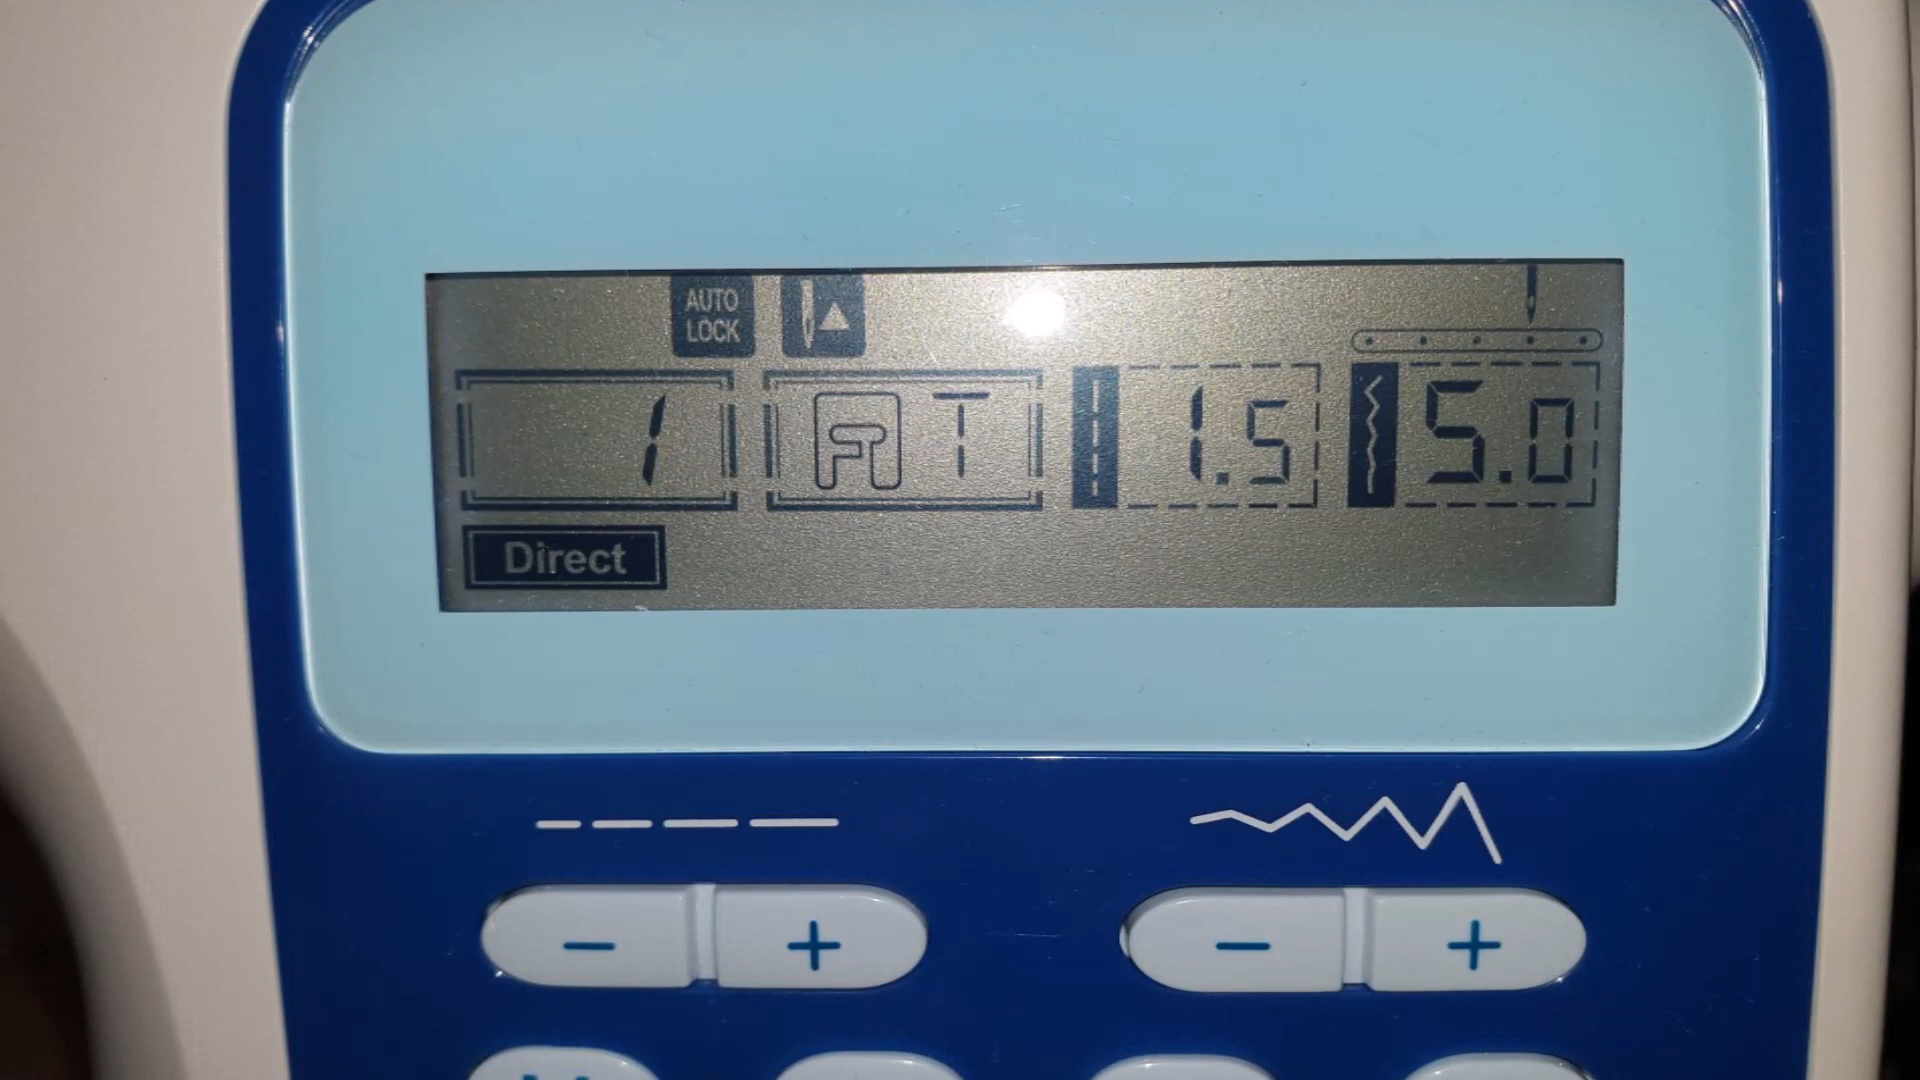 AUTO
LOCK
1 T 1.5 5.0
Direct
− + − +